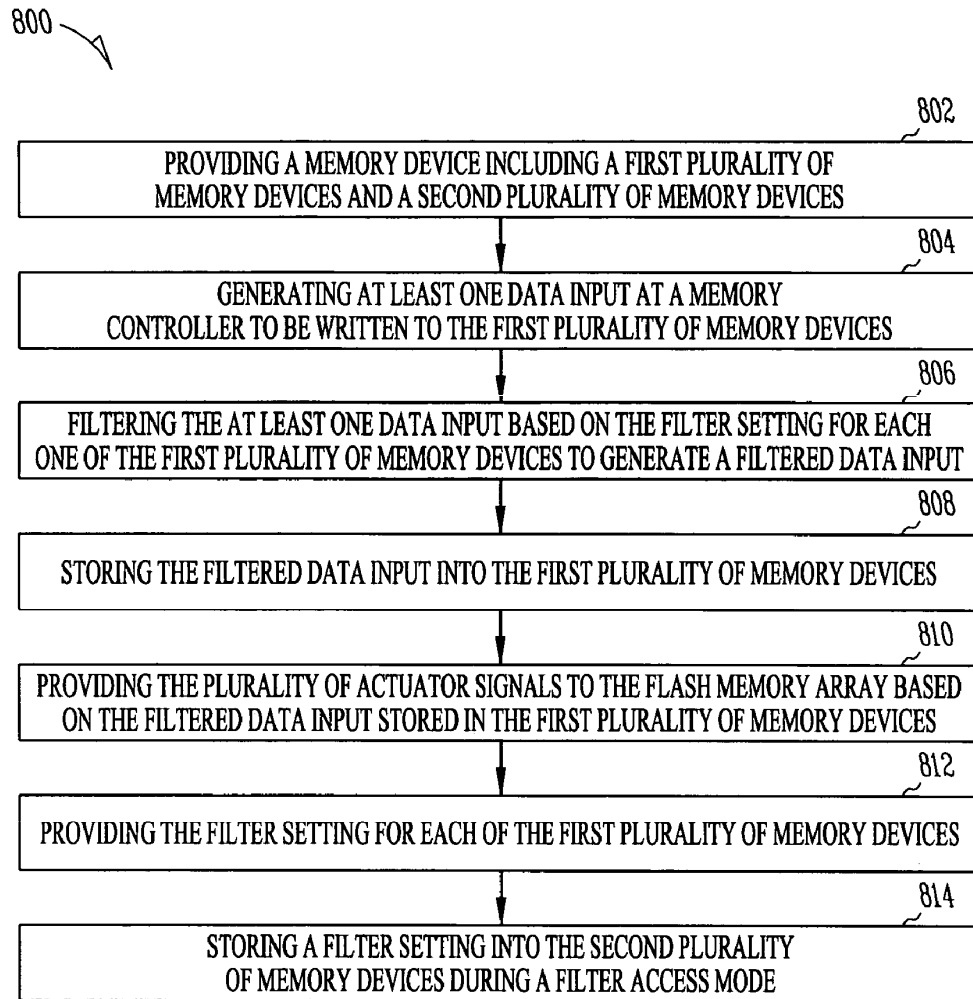 800
802
PROVIDING A MEMORY DEVICE INCLUDING A FIRST PLURALITY OF
MEMORY DEVICES AND A SECOND PLURALITY OF MEMORY DEVICES
804
GENERATING AT LEAST ONE DATA INPUT AT A MEMORY
CONTROLLER TO BE WRITTEN TO THE FIRST PLURALITY OF MEMORY DEVICES
806
FILTERING THE AT LEAST ONE DATA INPUT BASED ON THE FILTER SETTING FOR EACH
ONE OF THE FIRST PLURALITY OF MEMORY DEVICES TO GENERATE A FILTERED DATA INPUT
808
STORING THE FILTERED DATA INPUT INTO THE FIRST PLURALITY OF MEMORY DEVICES
810
PROVIDING THE PLURALITY OF ACTUATOR SIGNALS TO THE FLASH MEMORY ARRAY BASED
ON THE FILTERED DATA INPUT STORED IN THE FIRST PLURALITY OF MEMORY DEVICES
812
PROVIDING THE FILTER SETTING FOR EACH OF THE FIRST PLURALITY OF MEMORY DEVICES
814
STORING A FILTER SETTING INTO THE SECOND PLURALITY
OF MEMORY DEVICES DURING A FILTER ACCESS MODE